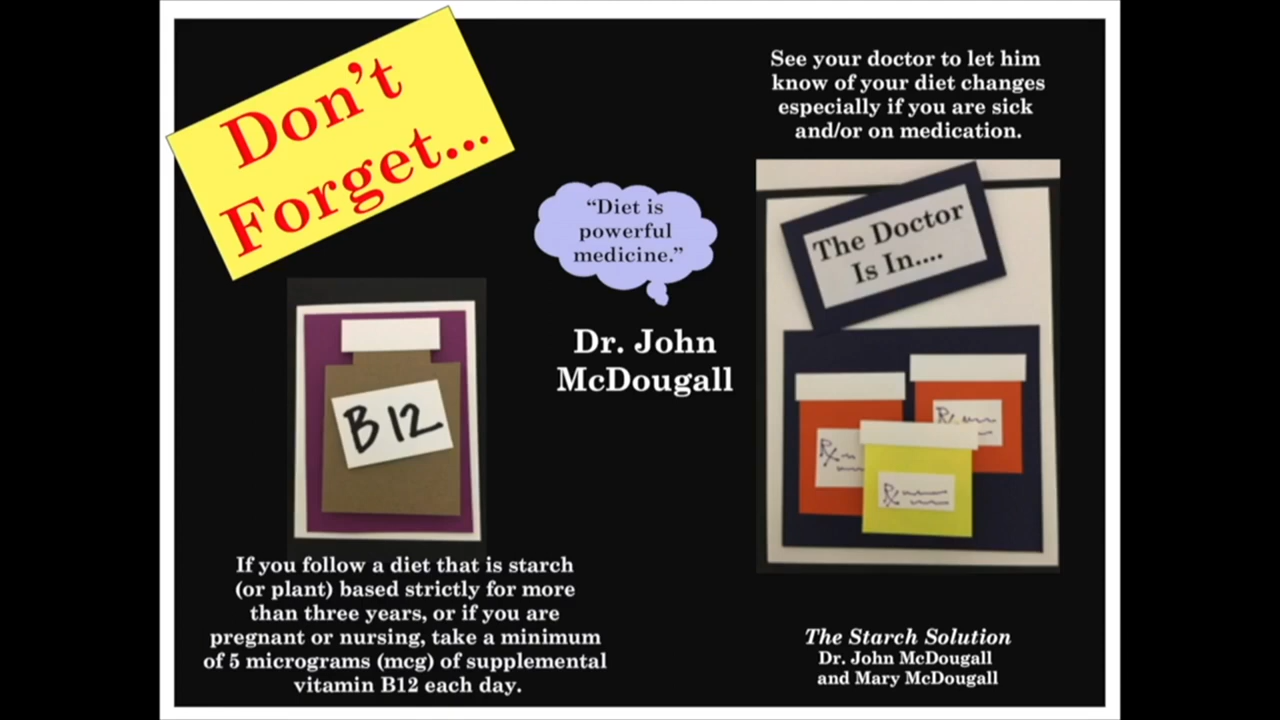 Don't
Forget...
See your doctor to let him
know of your diet changes
especially if you are sick
and/or on medication.
“Diet is
powerful
medicine.”
Dr. John
McDougall
The Doctor
Is In....
B12
Rx
Rx
Rx
If you follow a diet that is starch
(or plant) based strictly for more
than three years, or if you are
pregnant or nursing, take a minimum
of 5 micrograms (mcg) of supplemental
vitamin B12 each day.
The Starch Solution
Dr. John McDougall
and Mary McDougall